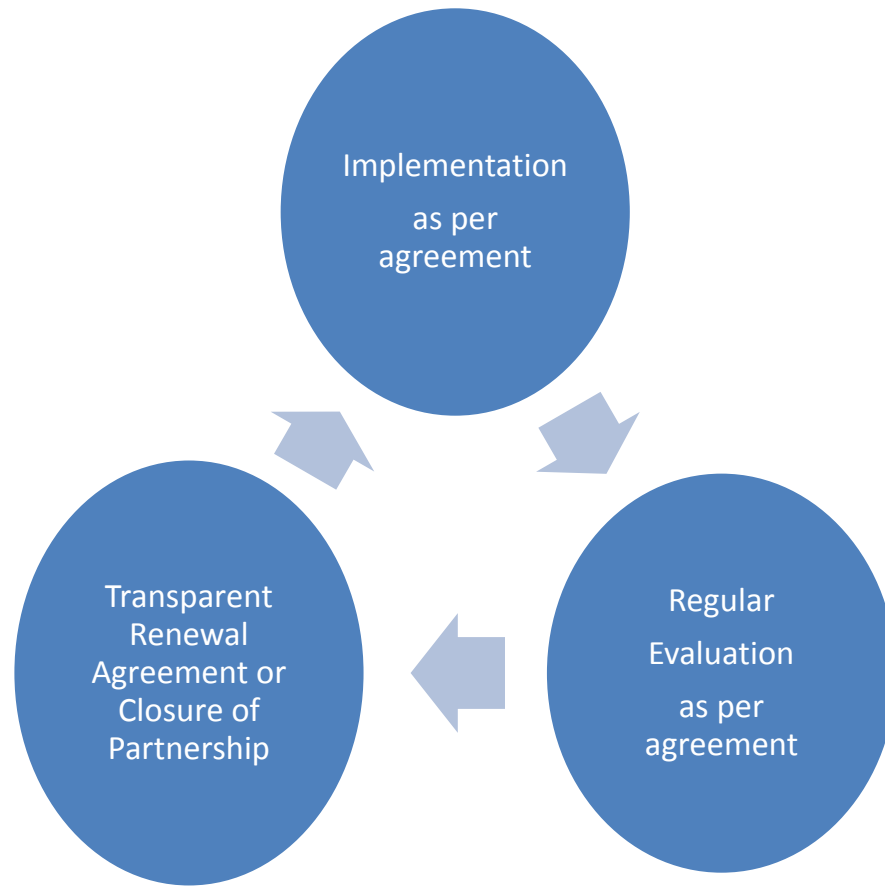 Implementation
as per
agreement
Regular
Evaluation
as per
agreement
Transparent
Renewal
Agreement or
Closure of
Partnership